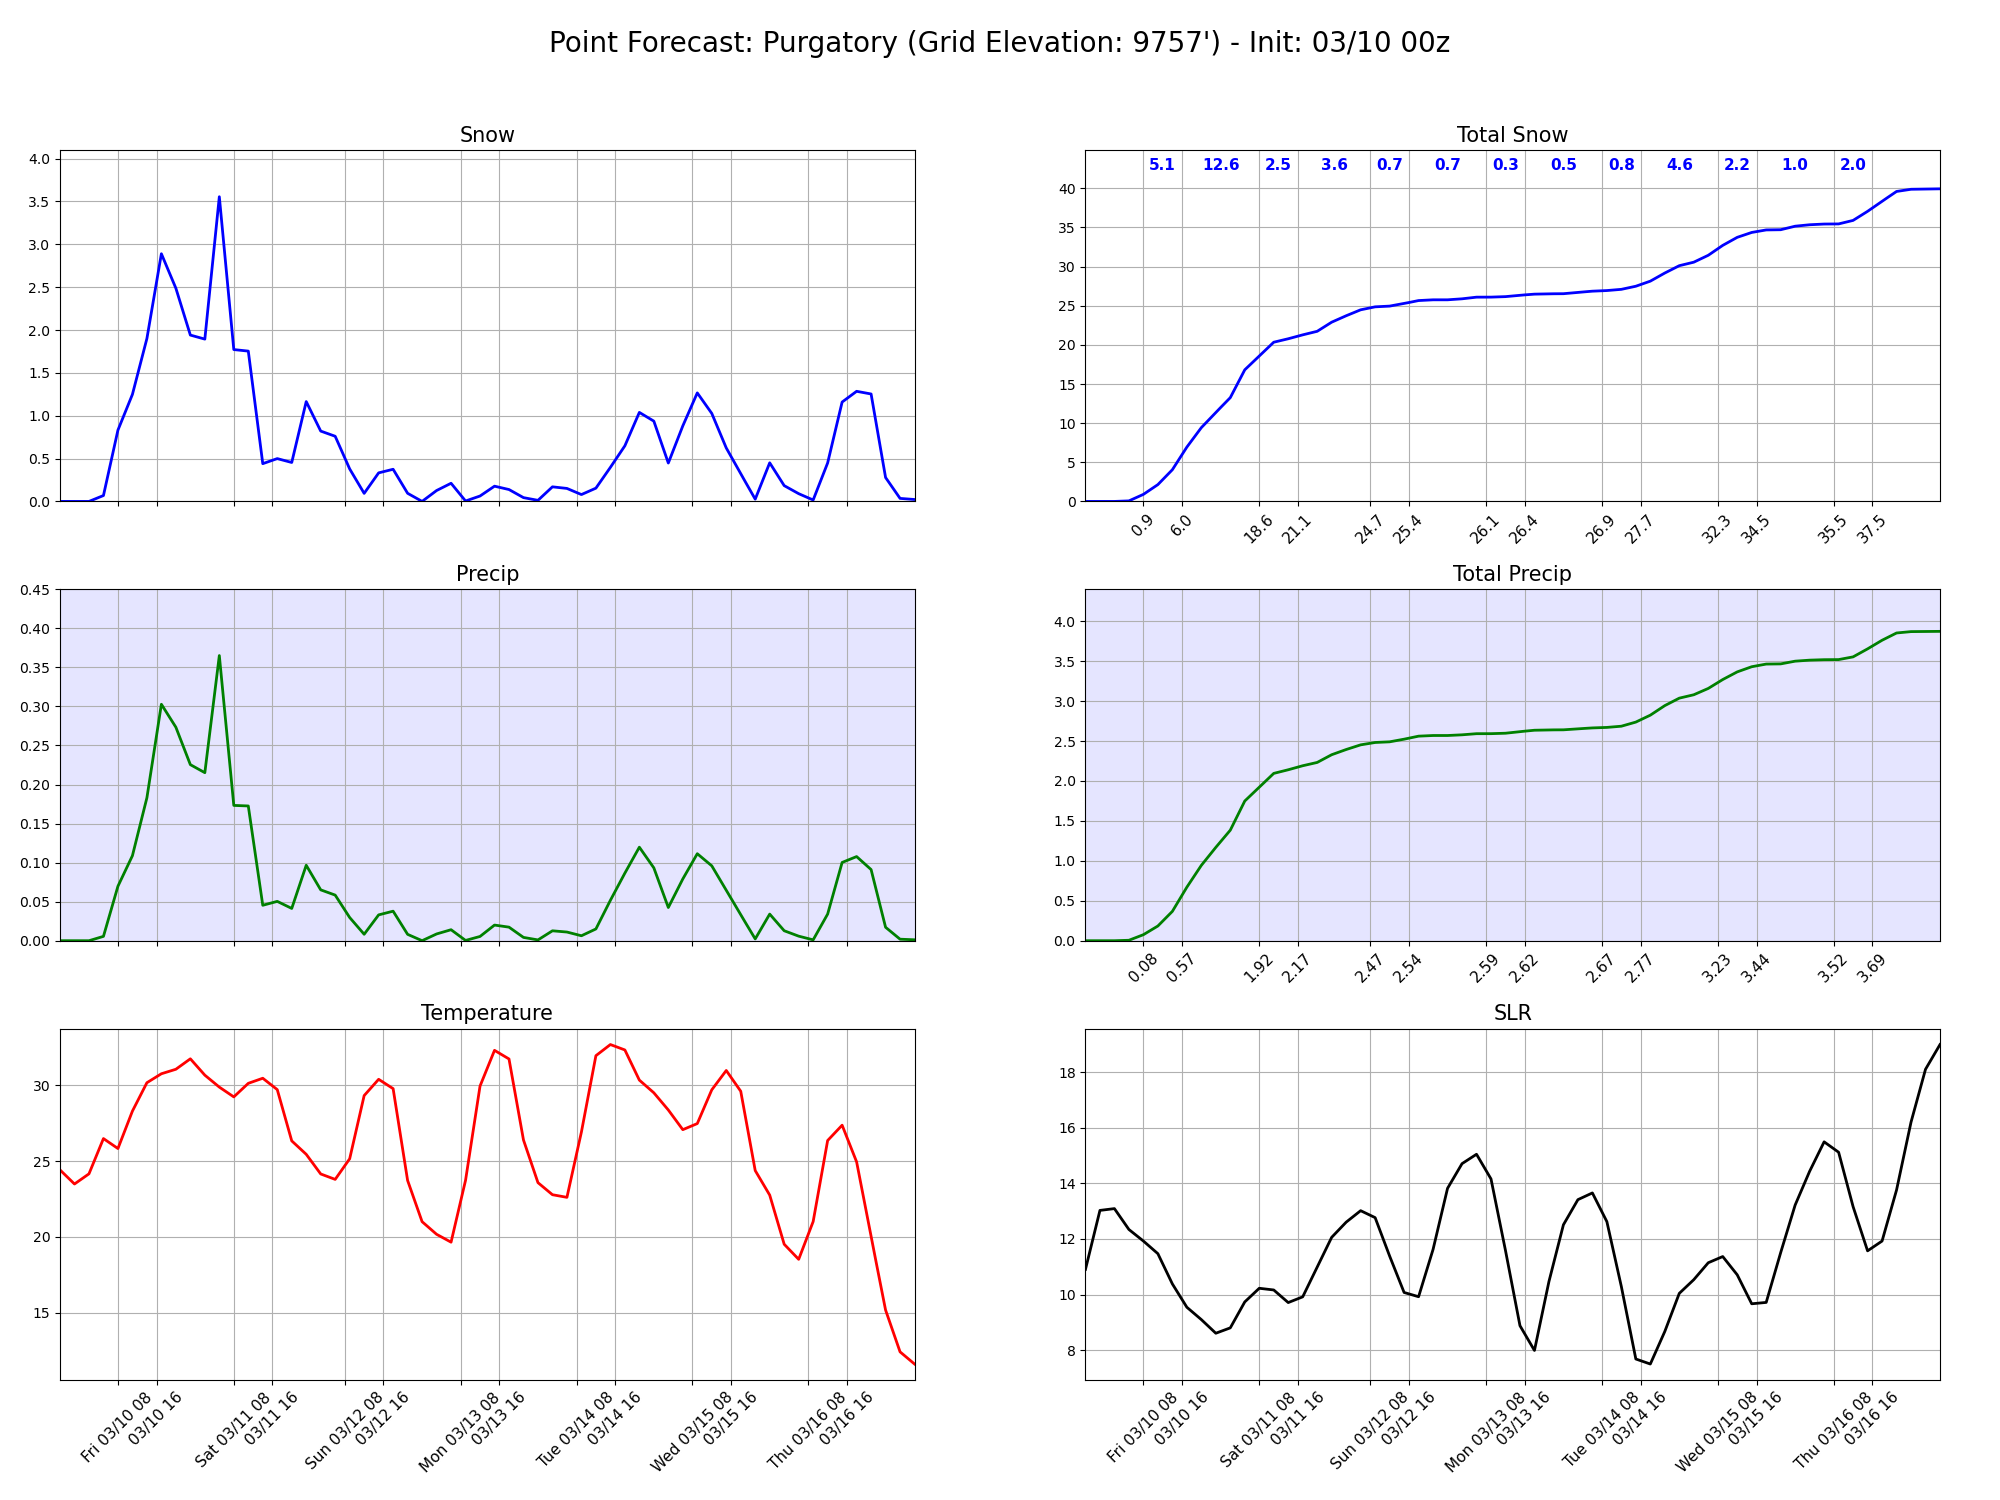 Point Forecast: Purgatory (Grid Elevation: 9757') - Init: 03/10 00z
Snow
4.0
3.5
3.0
2.5
2.0
1.5
1.0
0.5
0.0
Total Snow
5.1 12.6 2.5 3.6 0.7 0.7 0.3 0.5 0.8 4.6 2.2 1.0 2.0
40
35
30
25
20
15
10
5
0
0.9 6.0 18.6 21.1 24.7 25.4 26.1 26.4 26.9 27.7 32.3 34.5 35.5 37.5
Precip
0.45
0.40
0.35
0.30
0.25
0.20
0.15
0.10
0.05
0.00
Total Precip
4.0
3.5
3.0
2.5
2.0
1.5
1.0
0.5
0.0
0.08 0.57 1.92 2.17 2.47 2.54 2.59 2.62 2.67 2.77 3.23 3.44 3.52 3.69
Temperature
30
25
20
15
Fri 03/10 08
03/10 16
Sat 03/11 08
03/11 16
Sun 03/12 08
03/12 16
Mon 03/13 08
03/13 16
Tue 03/14 08
03/14 16
Wed 03/15 08
03/15 16
Thu 03/16 08
03/16 16
SLR
18
16
14
12
10
8
Fri 03/10 08
03/10 16
Sat 03/11 08
03/11 16
Sun 03/12 08
03/12 16
Mon 03/13 08
03/13 16
Tue 03/14 08
03/14 16
Wed 03/15 08
03/15 16
Thu 03/16 08
03/16 16